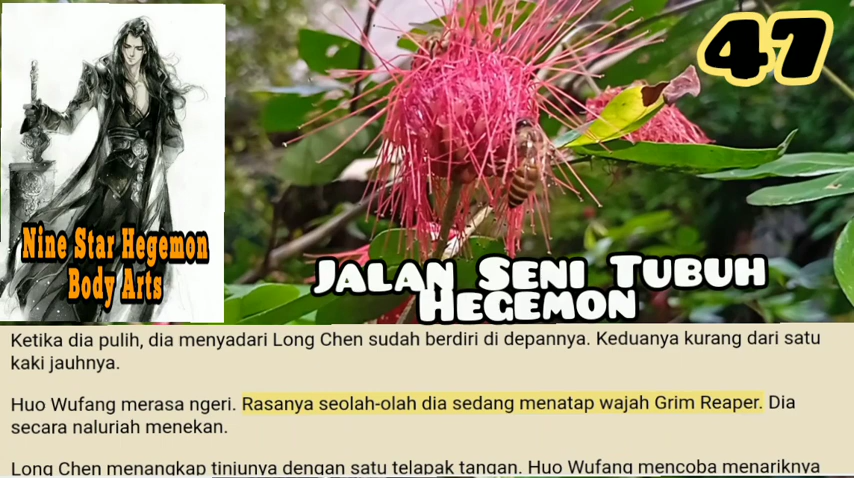 47
Nine Star Hegemon
Body Arts
Jalan Seni Tubuh
Hegemon
Ketika dia pulih, dia menyadari Long Chen sudah berdiri di depannya. Keduanya kurang dari satu
kaki jauhnya.
Huo Wufang merasa ngeri. Rasanya seolah-olah dia sedang menatap wajah Grim Reaper. Dia
secara naluriah menekan.
Long Chen menangkap tinjunya dengan satu telapak tangan. Huo Wufang mencoba menariknya